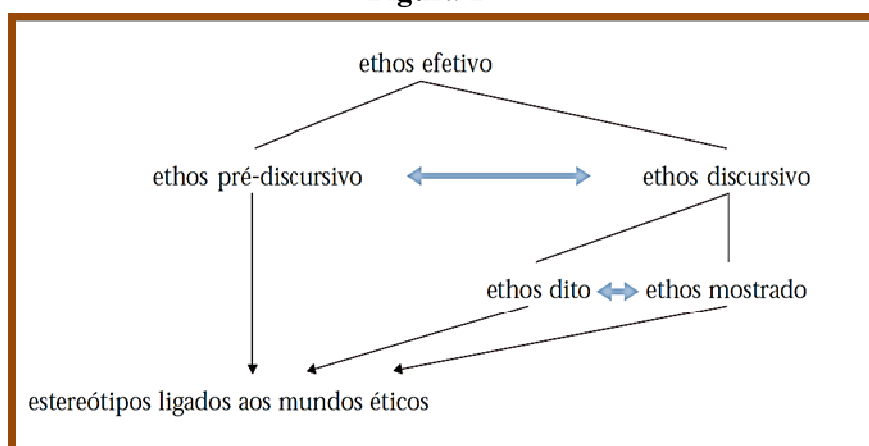 ethos efetivo
ethos pré-discursivo ethos discursivo
ethos dito ethos mostrado
estereótipos ligados aos mundos éticos